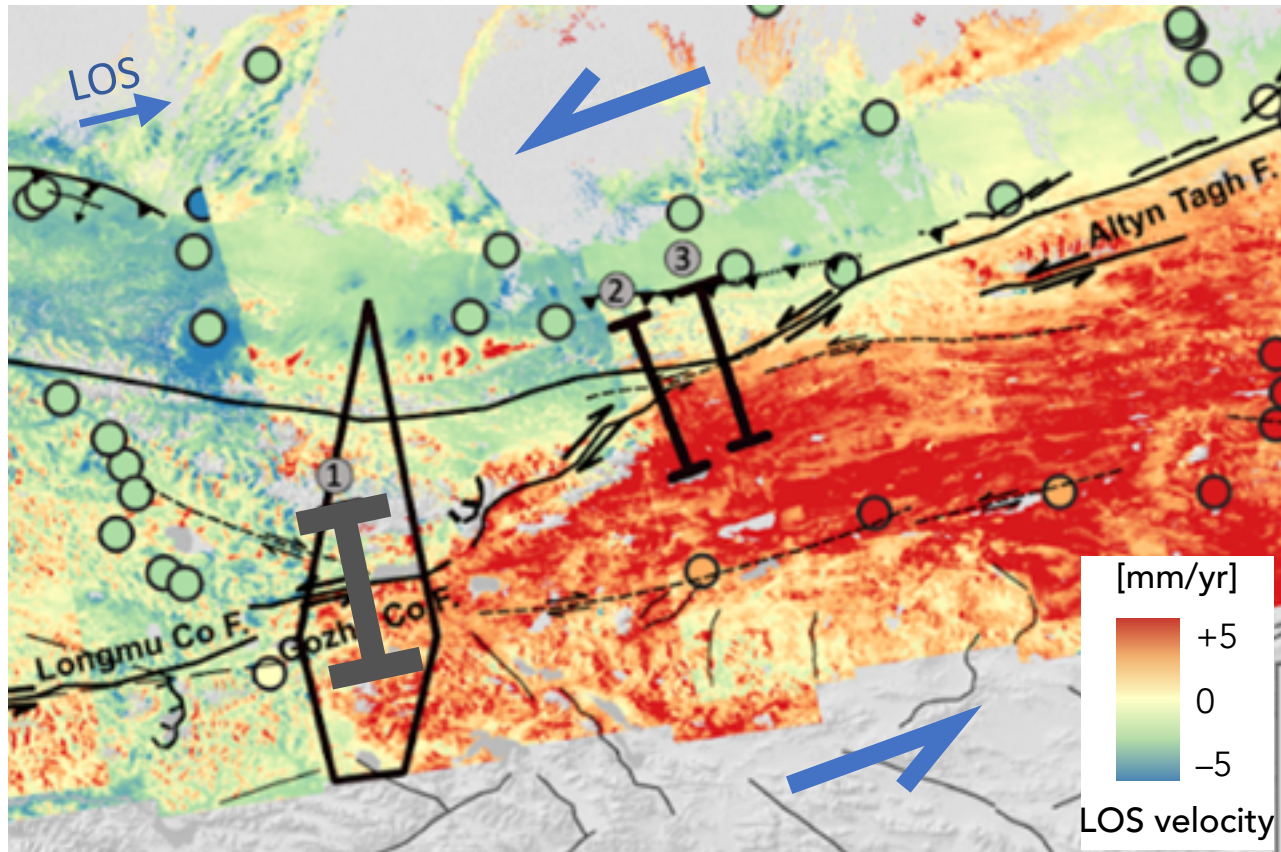 LOS
Altyn Tagh F.
3
2
1
Longmu Co F.
Gozha Co F.
[mm/yr]
+5
0
–5
LOS velocity